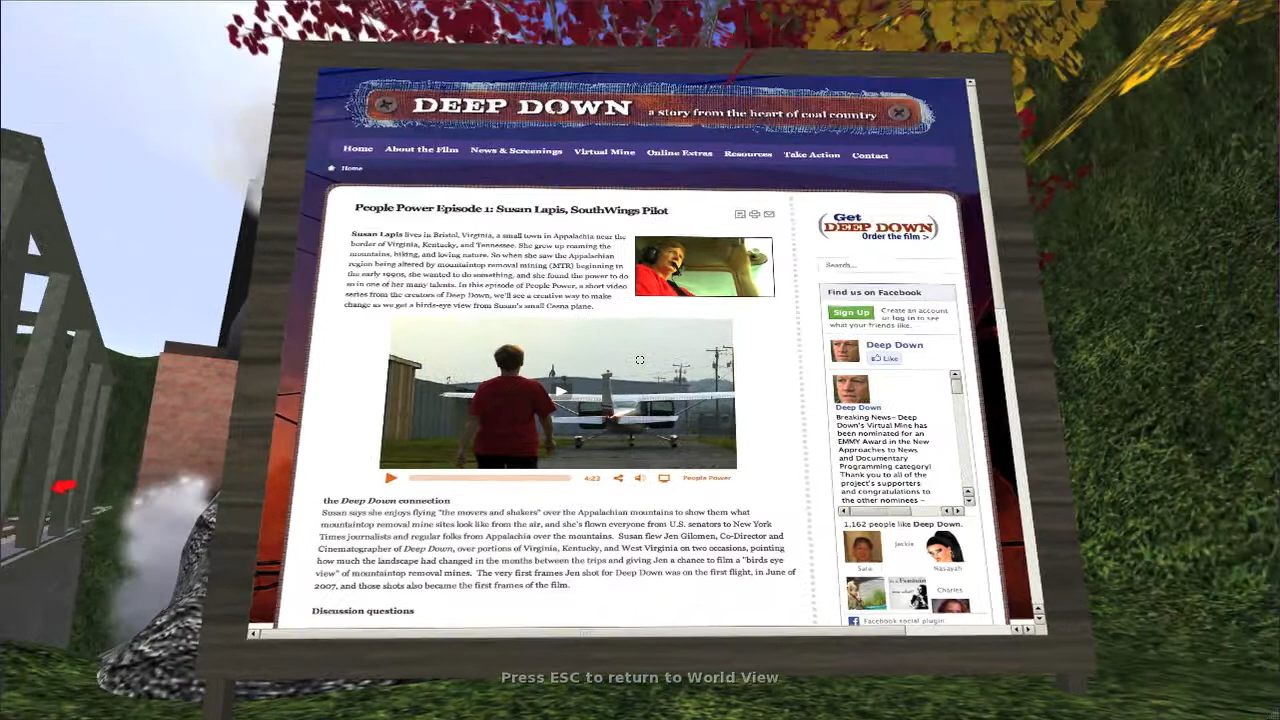 DEEP DOWN a story from the heart of coal country
Home About the Film News & Screenings Virtual Mine Online Extras Resources Take Action Contact
Home
People Power Episode 1: Susan Lapis, SouthWings Pilot
Susan Lapis lives in Bristol, Virginia, a small town in Appalachia near the
border of Virginia, Kentucky, and Tennessee. She grew up roaming the
mountains, hiking, and loving nature. So when she saw the Appalachian
region being altered by mountaintop removal mining (MTR) beginning in
the early 1990s, she wanted to do something, and she found the power to do
so in one of her many talents. In this episode of People Power, a short video
series from the creators of Deep Down, we'll see a creative way to make
change as we get a birds-eye view from Susan's small Cesna plane.
4:23 People Power
the Deep Down connection
Susan says she enjoys flying "the movers and shakers" over the Appalachian mountains to show them what
mountaintop removal mine sites look like from the air, and she's flown everyone from U.S. senators to New York
Times journalists and regular folks from Appalachia over the mountains. Susan flew Jen Gilomen, Co-Director and
Cinematographer of Deep Down, over portions of Virginia, Kentucky, and West Virginia on two occasions, pointing
how much the landscape had changed in the months between the trips and giving Jen a chance to film a "birds eye
view" of mountaintop removal mines. The very first frames Jen shot for Deep Down was on the first flight, in June of
2007, and those shots also became the first frames of the film.
Discussion questions
Get
DEEP DOWN
Order the film >
Search...
Find us on Facebook
Sign Up Create an account
or log in to see
what your friends like.
Deep Down
Like
Deep Down
Breaking News- Deep
Down's Virtual Mine has
been nominated for an
EMMY Award in the New
Approaches to News
and Documentary
Programming category!
Thank you to all of the
project's supporters
and congratulations to
the other nominees -
1,162 people like Deep Down.
Jackie
Sara Nasayah
Charles
Facebook social plugin
Press ESC to return to World View